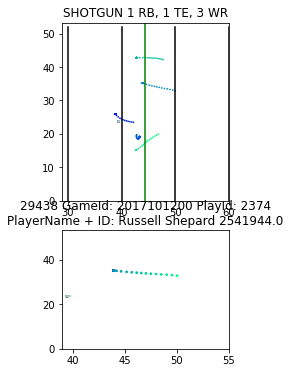 SHOTGUN 1 RB, 1 TE, 3 WR
50
40
30
20
10
0
30 40 50 60
29438 GameId: 2017101200 PlayId: 2374
PlayerName + ID: Russell Shepard 2541944.0
40
20
0
40 45 50 55